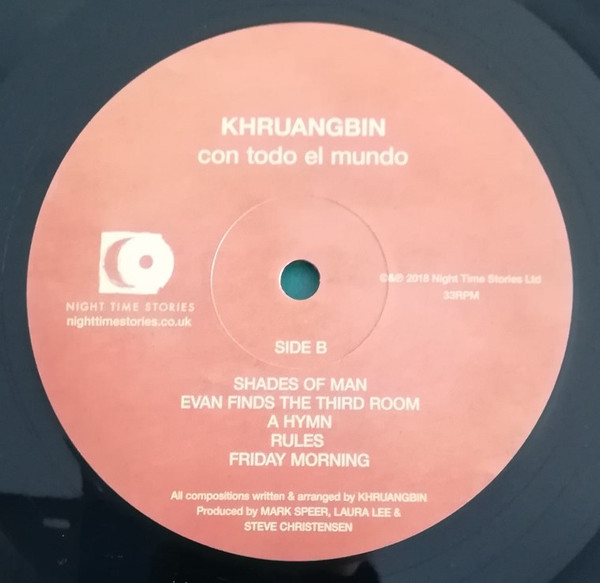 KHRUANGBIN
con todo el mundo
NIGHT TIME STORIES
nighttimestories.co.uk
©&℗ 2018 Night Time Stories Ltd
33RPM
SIDE B
SHADES OF MAN
EVAN FINDS THE THIRD ROOM
A HYMN
RULES
FRIDAY MORNING
All compositions written & arranged by KHRUANGBIN
Produced by MARK SPEER, LAURA LEE &
STEVE CHRISTENSEN